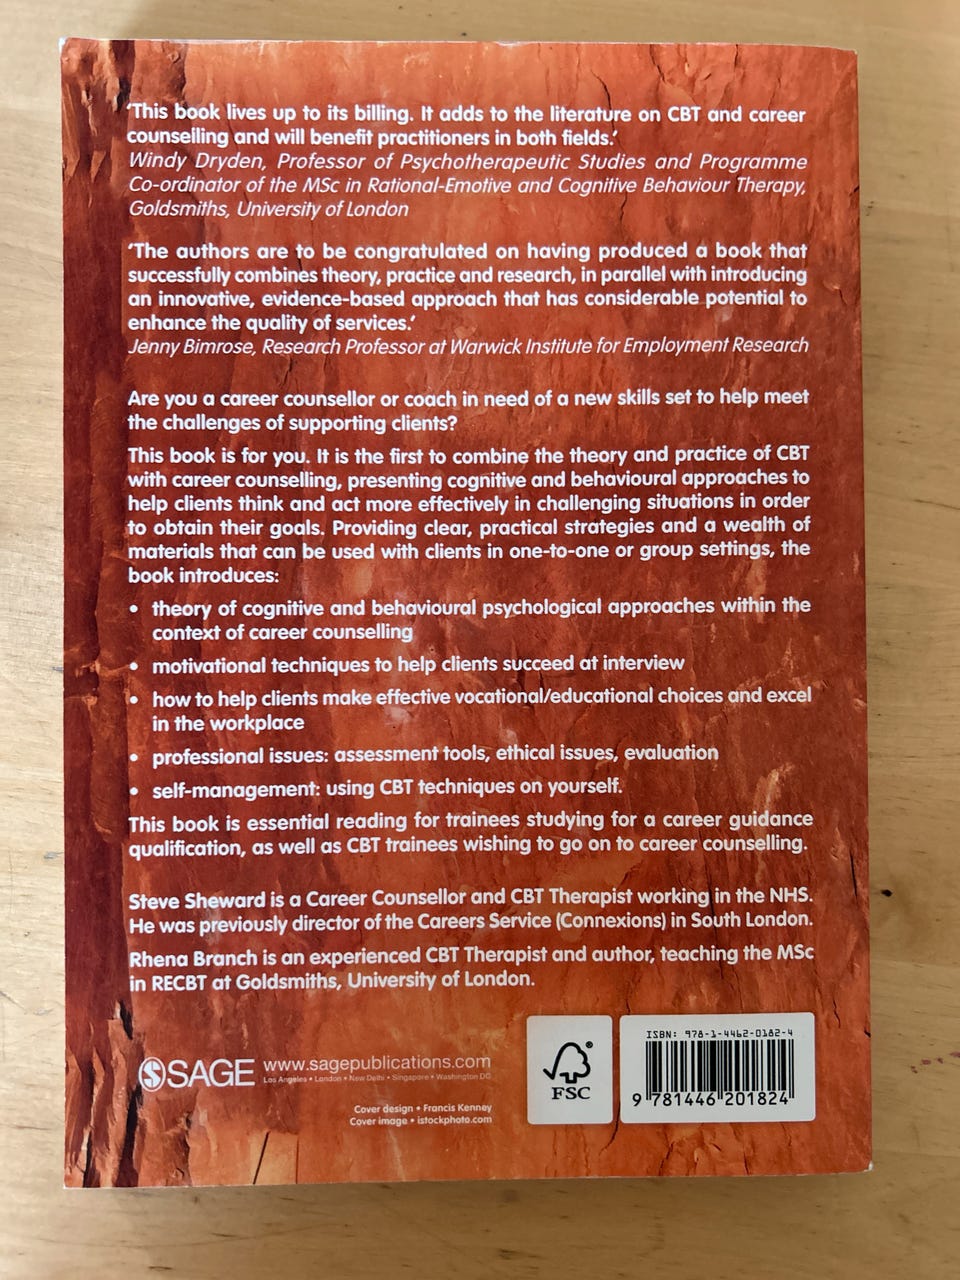 ‘This book lives up to its billing. It adds to the literature on CBT and career
counselling and will benefit practitioners in both fields.’
Windy Dryden, Professor of Psychotherapeutic Studies and Programme
Co-ordinator of the MSc in Rational-Emotive and Cognitive Behaviour Therapy,
Goldsmiths, University of London
‘The authors are to be congratulated on having produced a book that
successfully combines theory, practice and research, in parallel with introducing
an innovative, evidence-based approach that has considerable potential to
enhance the quality of services.’
Jenny Bimrose, Research Professor at Warwick Institute for Employment Research
Are you a career counsellor or coach in need of a new skills set to help meet
the challenges of supporting clients?
This book is for you. It is the first to combine the theory and practice of CBT
with career counselling, presenting cognitive and behavioural approaches to
help clients think and act more effectively in challenging situations in order
to obtain their goals. Providing clear, practical strategies and a wealth of
materials that can be used with clients in one-to-one or group settings, the
book introduces:
• theory of cognitive and behavioural psychological approaches within the
context of career counselling
• motivational techniques to help clients succeed at interview
• how to help clients make effective vocational/educational choices and excel
in the workplace
• professional issues: assessment tools, ethical issues, evaluation
• self-management: using CBT techniques on yourself.
This book is essential reading for trainees studying for a career guidance
qualification, as well as CBT trainees wishing to go on to career counselling.
Steve Sheward is a Career Counsellor and CBT Therapist working in the NHS.
He was previously director of the Careers Service (Connexions) in South London.
Rhena Branch is an experienced CBT Therapist and author, teaching the MSc
in RECBT at Goldsmiths, University of London.
SSAGE www.sagepublications.com
Los Angeles • London • New Delhi • Singapore • Washington DC
Cover design • Francis Kenney
Cover image • istockphoto.com
®
FSC
ISBN: 978-1-4462-0182-4
9 781446 201824